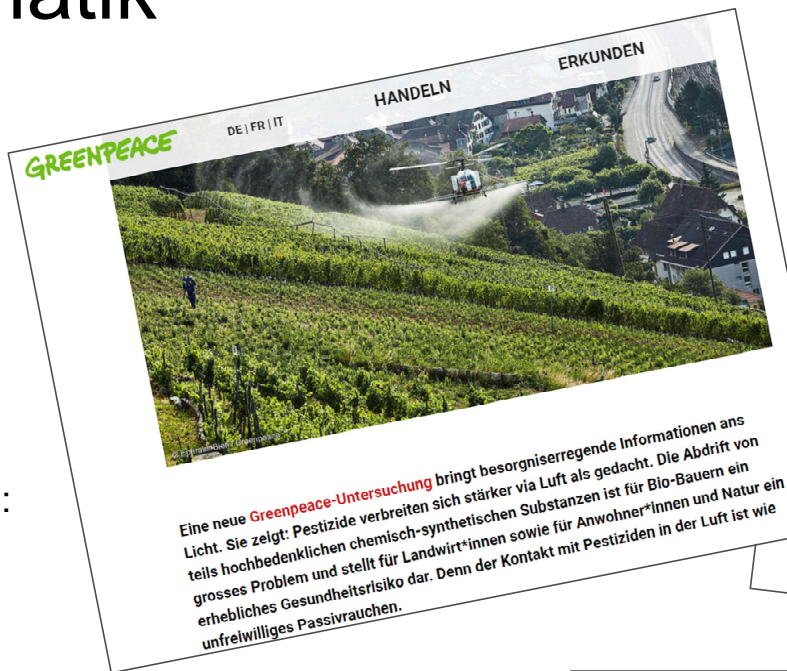 natik
GREENPEACE
DE | FR | IT
HANDELN
ERKUNDEN
:
Eine neue Greenpeace-Untersuchung bringt besorgniserregende Informationen ans
Licht. Sie zeigt: Pestizide verbreiten sich stärker via Luft als gedacht. Die Abdrift von
teils hochbedenklichen chemisch-synthetischen Substanzen ist für Bio-Bauern ein
grosses Problem und stellt für Landwirt*innen sowie für Anwohner*innen und Natur ein
erhebliches Gesundheitsrisiko dar. Denn der Kontakt mit Pestiziden in der Luft ist wie
unfreiwilliges Passivrauchen.